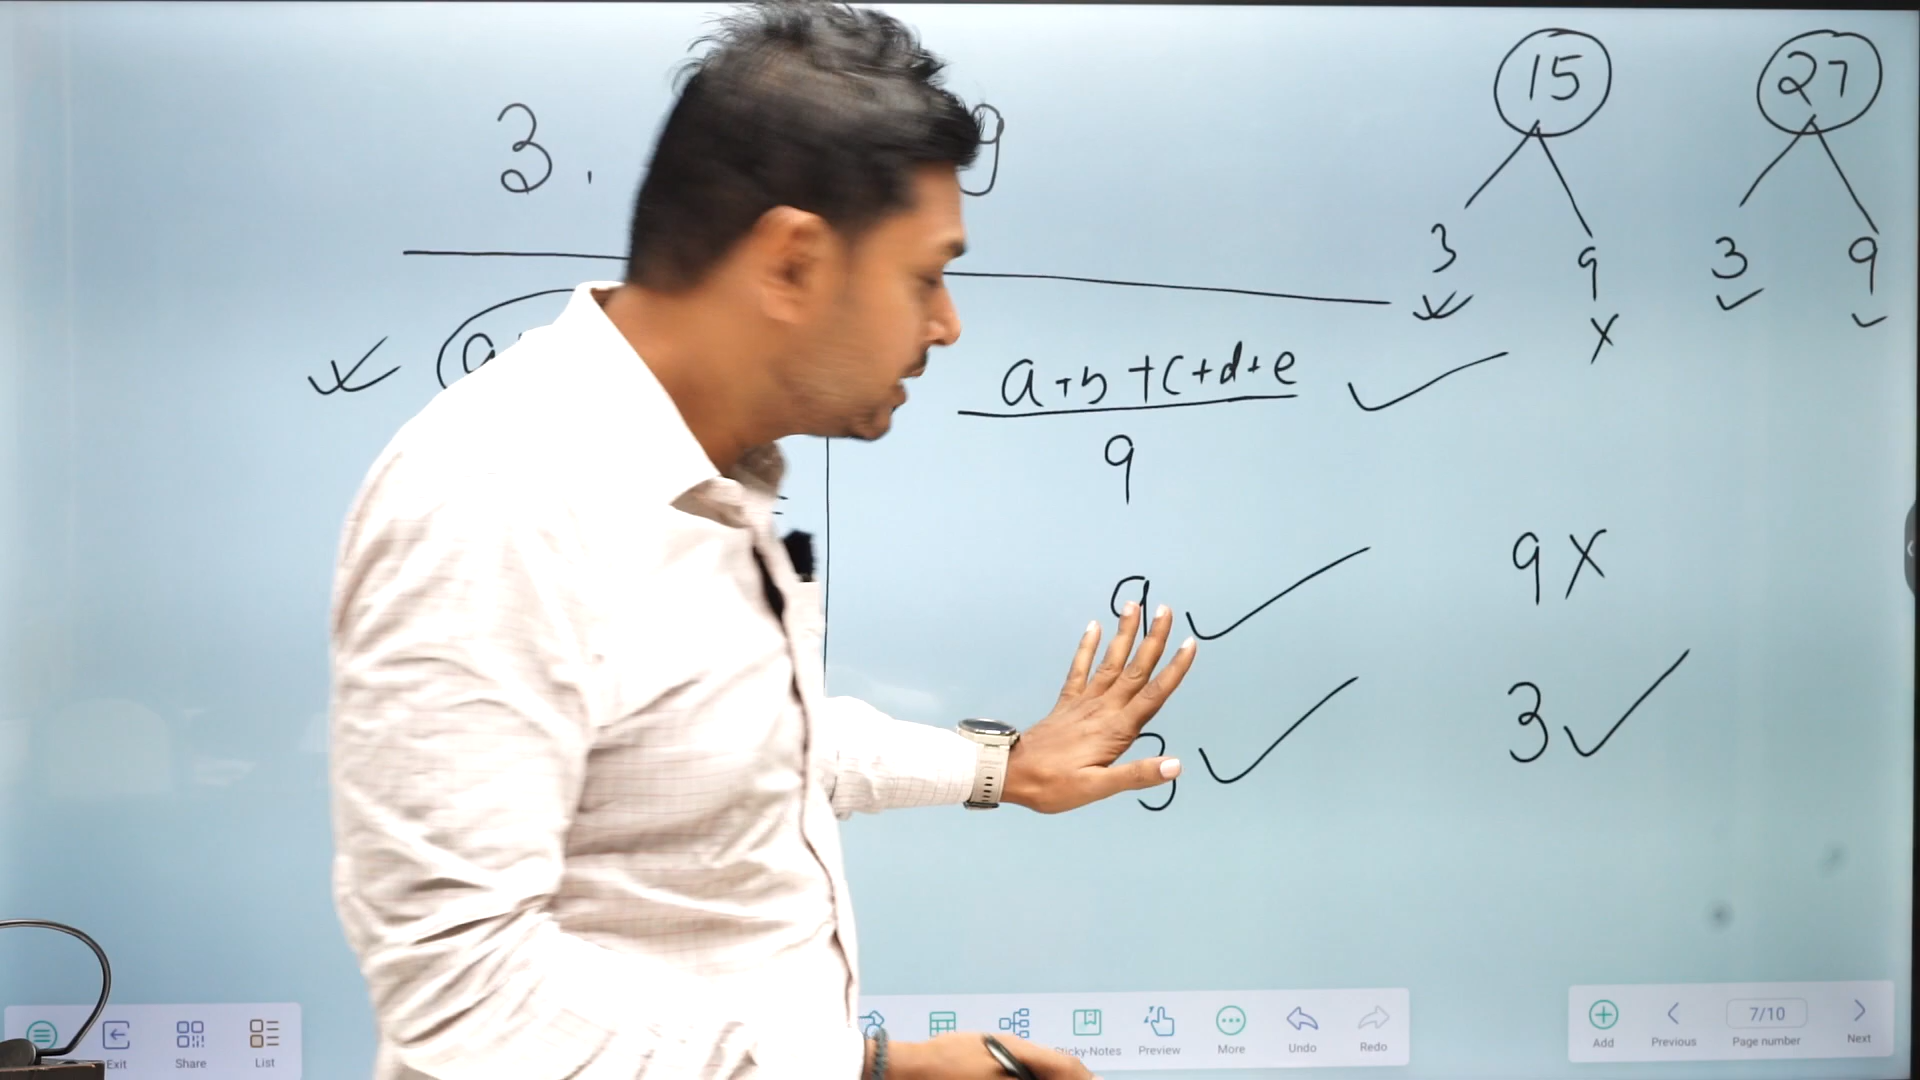 15 27
3. 9
3 9 3 9
a+b+c+d+e
9
9 9 X
3 3
Exit Share List Sticky-Notes Preview More Undo Redo Add Previous 7/10 Page number Next